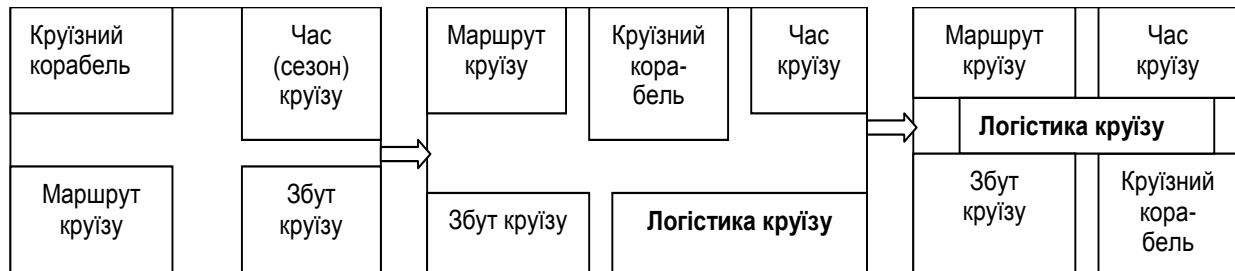 Круїзний
корабель
Час
(сезон)
круїзу
Маршрут
круїзу
Збут
круїзу
Маршрут
круїзу
Круїзний
кора-
бель
Час
круїзу
Збут круїзу
Логістика круїзу
Маршрут
круїзу
Час
круїзу
Логістика круїзу
Збут
круїзу
Круїзний
кора-
бель